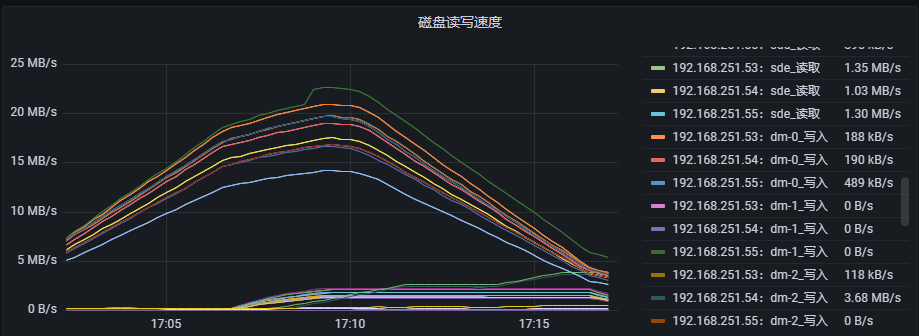 磁盘读写速度
25 MB/s
20 MB/s
15 MB/s
10 MB/s
5 MB/s
0 B/s
17:05
17:10
17:15
192.168.251.53：sde_读取 1.35 MB/s
192.168.251.54：sde_读取 1.03 MB/s
192.168.251.55：sde_读取 1.30 MB/s
192.168.251.53：dm-0_写入 188 kB/s
192.168.251.54：dm-0_写入 190 kB/s
192.168.251.55：dm-0_写入 489 kB/s
192.168.251.53：dm-1_写入 0 B/s
192.168.251.54：dm-1_写入 0 B/s
192.168.251.55：dm-1_写入 0 B/s
192.168.251.53：dm-2_写入 118 kB/s
192.168.251.54：dm-2_写入 3.68 MB/s
192.168.251.55：dm-2_写入 0 B/s